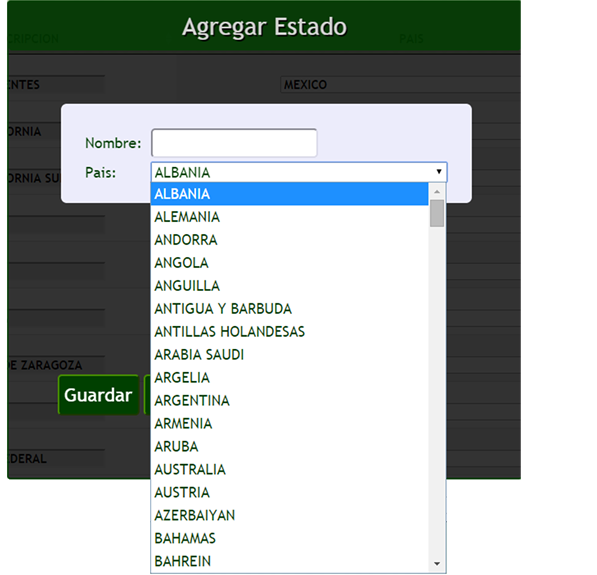 Agregar Estado
RIPCION PAIS
ENTES MEXICO
ORNIA
Nombre:
ORNIA SU
Pais: ALBANIA
ALBANIA
ALEMANIA
ANDORRA
ANGOLA
ANGUILLA
ANTIGUA Y BARBUDA
ANTILLAS HOLANDESAS
ARABIA SAUDI
DE ZARAGOZA
ARGELIA
Guardar
ARGENTINA
ARMENIA
ARUBA
DERAL
AUSTRALIA
AUSTRIA
AZERBAIYAN
BAHAMAS
BAHREIN